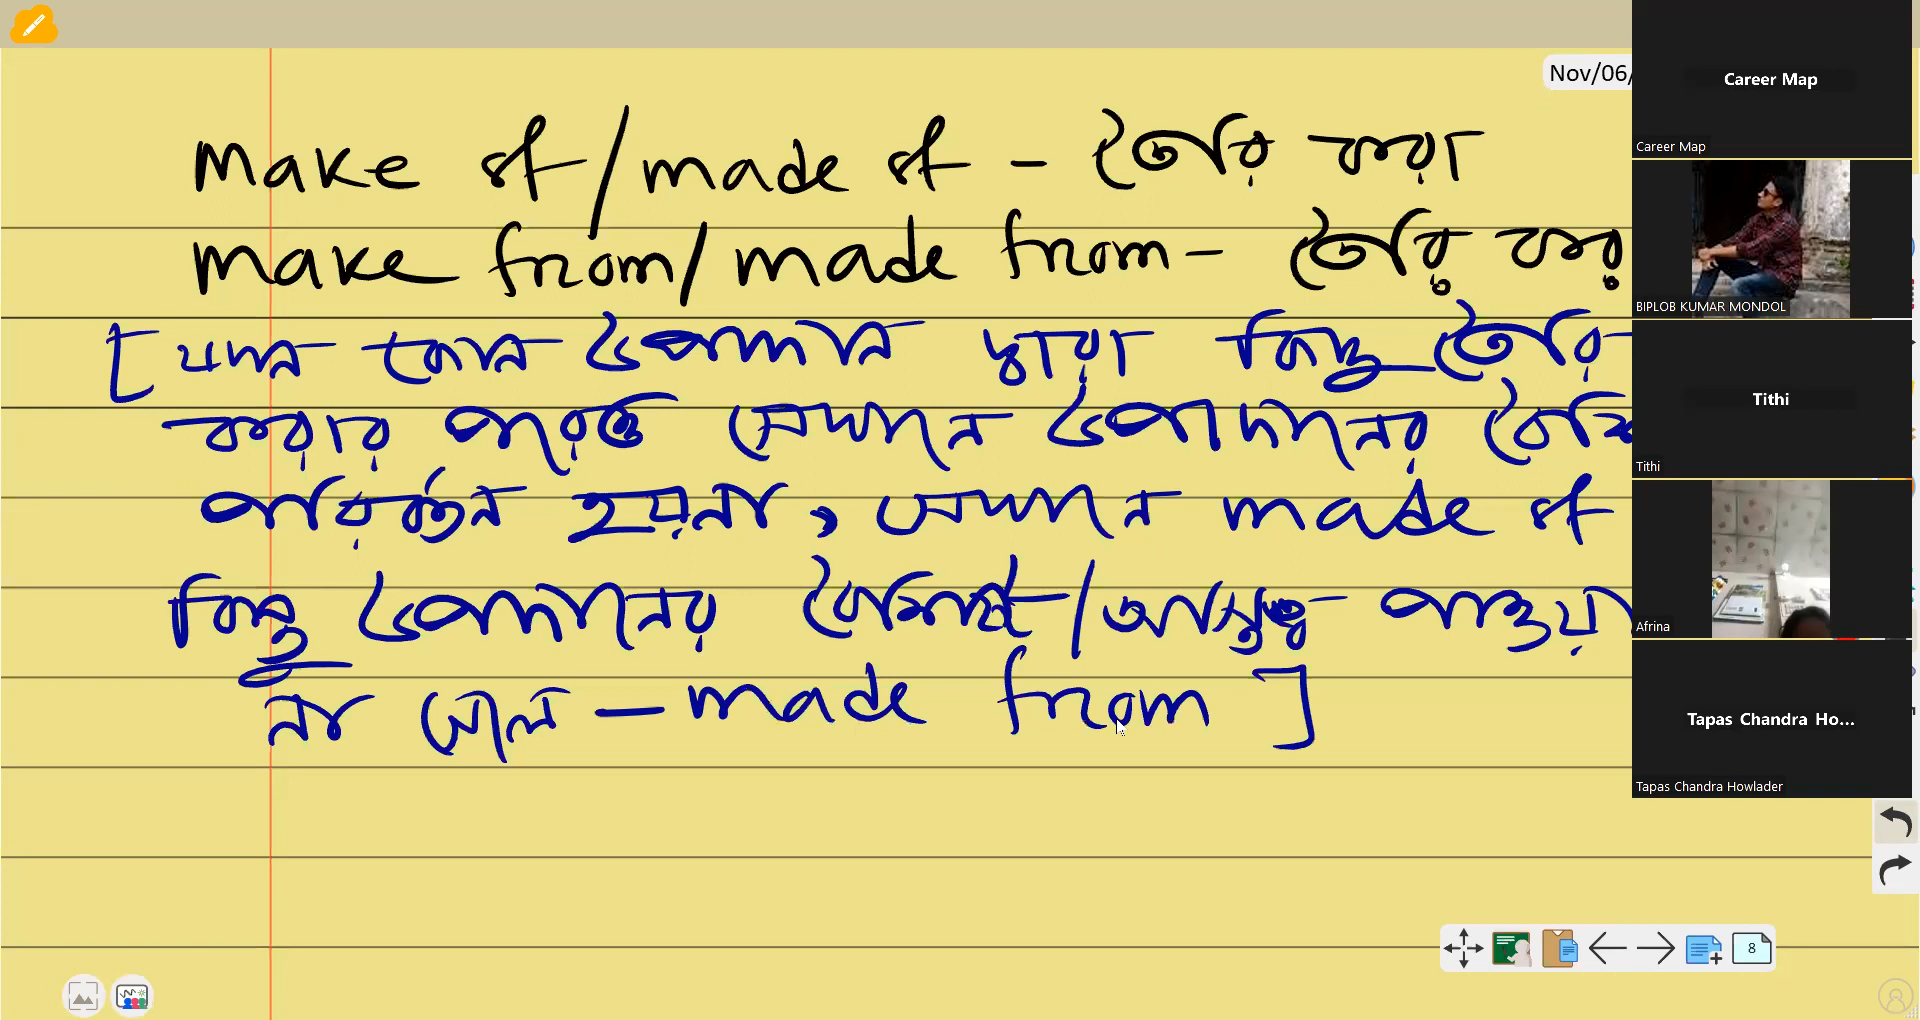 Nov/06/
Make of/made of - তৈরি করা
Make from/made from - তৈরি কর
[ যখন কোন উপাদান দ্বারা কিছু তৈরি
করার পরেও সেখানে উপাদানের
পরিবর্তন হয়না, সেখানে made of
কিন্তু উপাদানের বৈশিষ্ট্য/অস্তিত্ব পাওয়া
না গেলে - made from ]
8
Career Map
Career Map
BIPLOB KUMAR MONDOL
Tithi
Tithi
Afrina
Tapas Chandra Ho...
Tapas Chandra Howlader